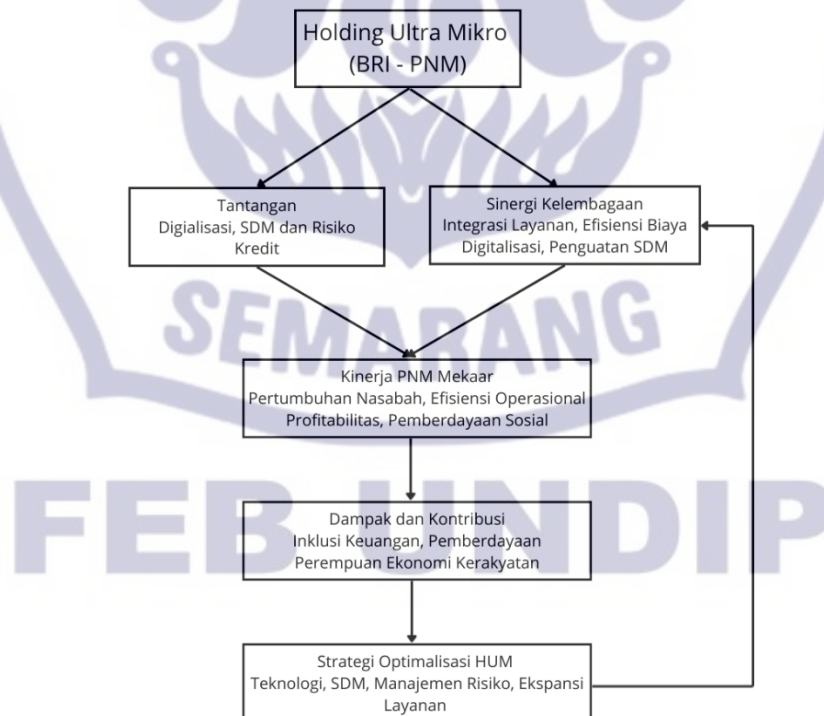 Holding Ultra Mikro
(BRI - PNM)
Tantangan
Digialisasi, SDM dan Risiko
Kredit
Sinergi Kelembagaan
Integrasi Layanan, Efisiensi Biaya
Digitalisasi, Penguatan SDM
SEMARANG
Kinerja PNM Mekaar
Pertumbuhan Nasabah, Efisiensi Operasional
Profitabilitas, Pemberdayaan Sosial
FEB UNDIP
Dampak dan Kontribusi
Inklusi Keuangan, Pemberdayaan
Perempuan Ekonomi Kerakyatan
Strategi Optimalisasi HUM
Teknologi, SDM, Manajemen Risiko, Ekspansi
Layanan